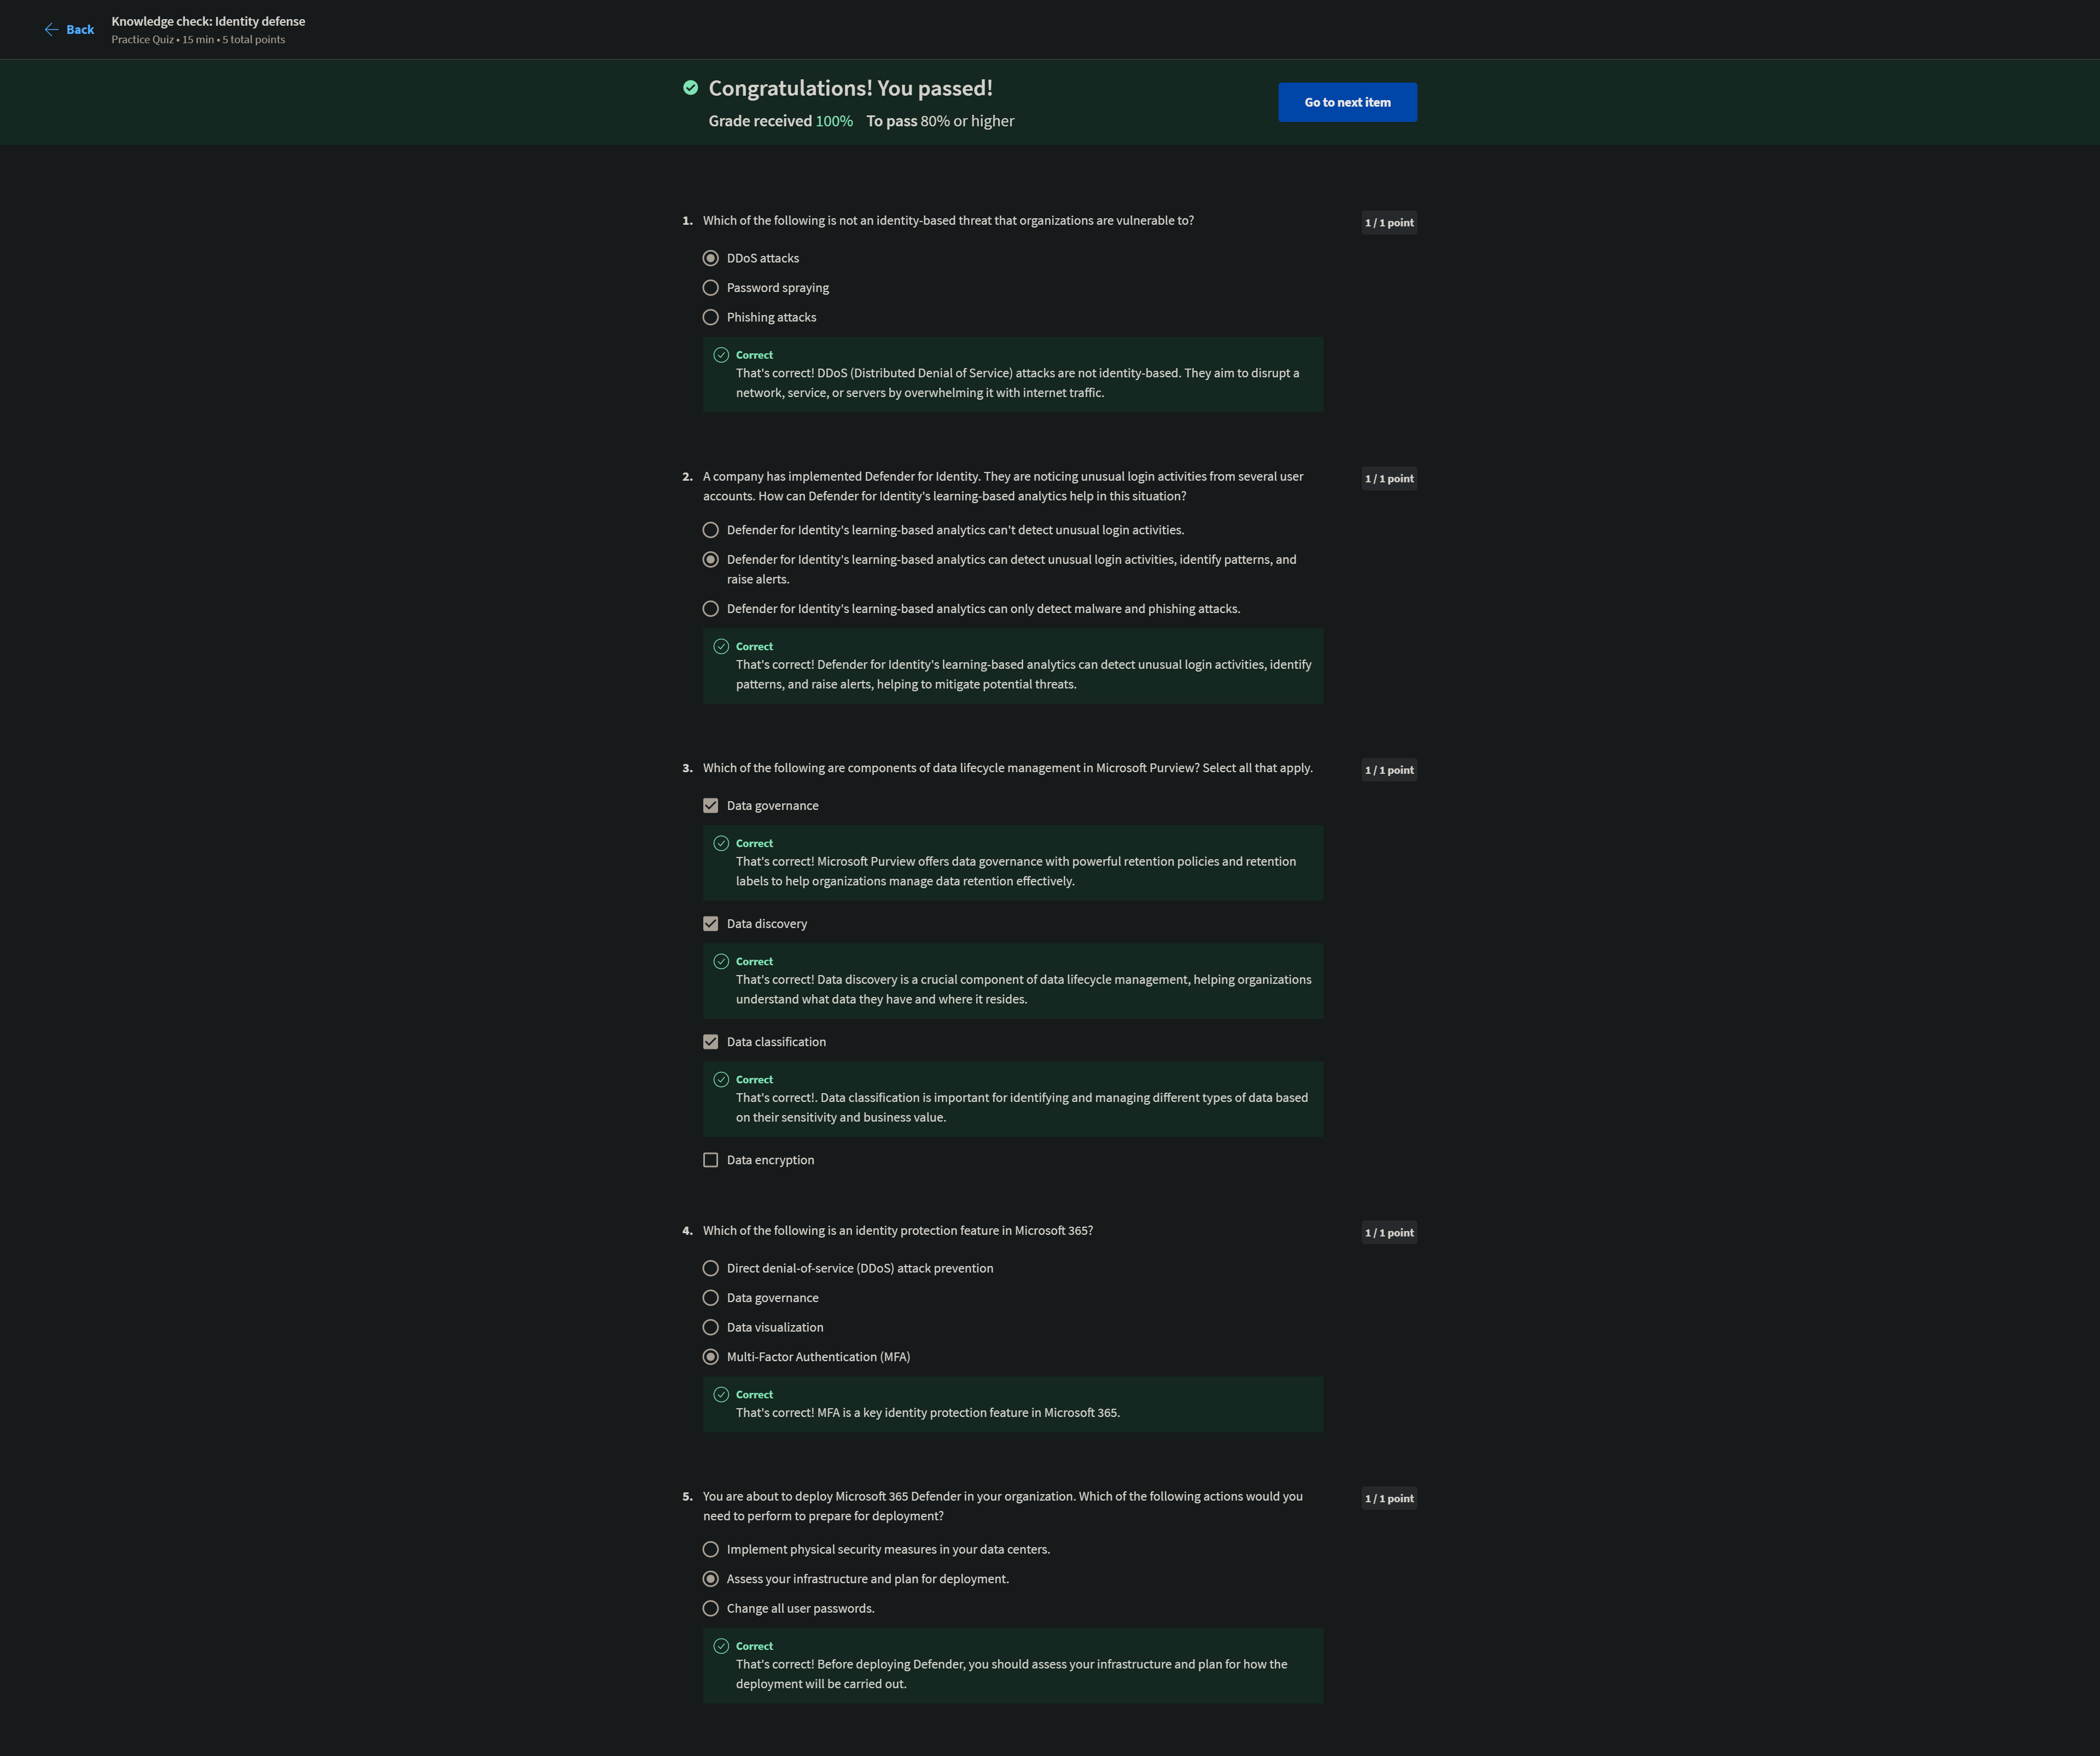 Back
Knowledge check: Identity defense
Practice Quiz • 15 min • 5 total points
Congratulations! You passed!
Grade received 100% To pass 80% or higher
Go to next item
1. Which of the following is not an identity-based threat that organizations are vulnerable to?
1 / 1 point
DDoS attacks
Password spraying
Phishing attacks
Correct
That's correct! DDoS (Distributed Denial of Service) attacks are not identity-based. They aim to disrupt a
network, service, or servers by overwhelming it with internet traffic.
2. A company has implemented Defender for Identity. They are noticing unusual login activities from several user
accounts. How can Defender for Identity's learning-based analytics help in this situation?
1 / 1 point
Defender for Identity's learning-based analytics can't detect unusual login activities.
Defender for Identity's learning-based analytics can detect unusual login activities, identify patterns, and
raise alerts.
Defender for Identity's learning-based analytics can only detect malware and phishing attacks.
Correct
That's correct! Defender for Identity's learning-based analytics can detect unusual login activities, identify
patterns, and raise alerts, helping to mitigate potential threats.
3. Which of the following are components of data lifecycle management in Microsoft Purview? Select all that apply.
1 / 1 point
Data governance
Correct
That's correct! Microsoft Purview offers data governance with powerful retention policies and retention
labels to help organizations manage data retention effectively.
Data discovery
Correct
That's correct! Data discovery is a crucial component of data lifecycle management, helping organizations
understand what data they have and where it resides.
Data classification
Correct
That's correct!. Data classification is important for identifying and managing different types of data based
on their sensitivity and business value.
Data encryption
4. Which of the following is an identity protection feature in Microsoft 365?
1 / 1 point
Direct denial-of-service (DDoS) attack prevention
Data governance
Data visualization
Multi-Factor Authentication (MFA)
Correct
That's correct! MFA is a key identity protection feature in Microsoft 365.
5. You are about to deploy Microsoft 365 Defender in your organization. Which of the following actions would you
need to perform to prepare for deployment?
1 / 1 point
Implement physical security measures in your data centers.
Assess your infrastructure and plan for deployment.
Change all user passwords.
Correct
That's correct! Before deploying Defender, you should assess your infrastructure and plan for how the
deployment will be carried out.